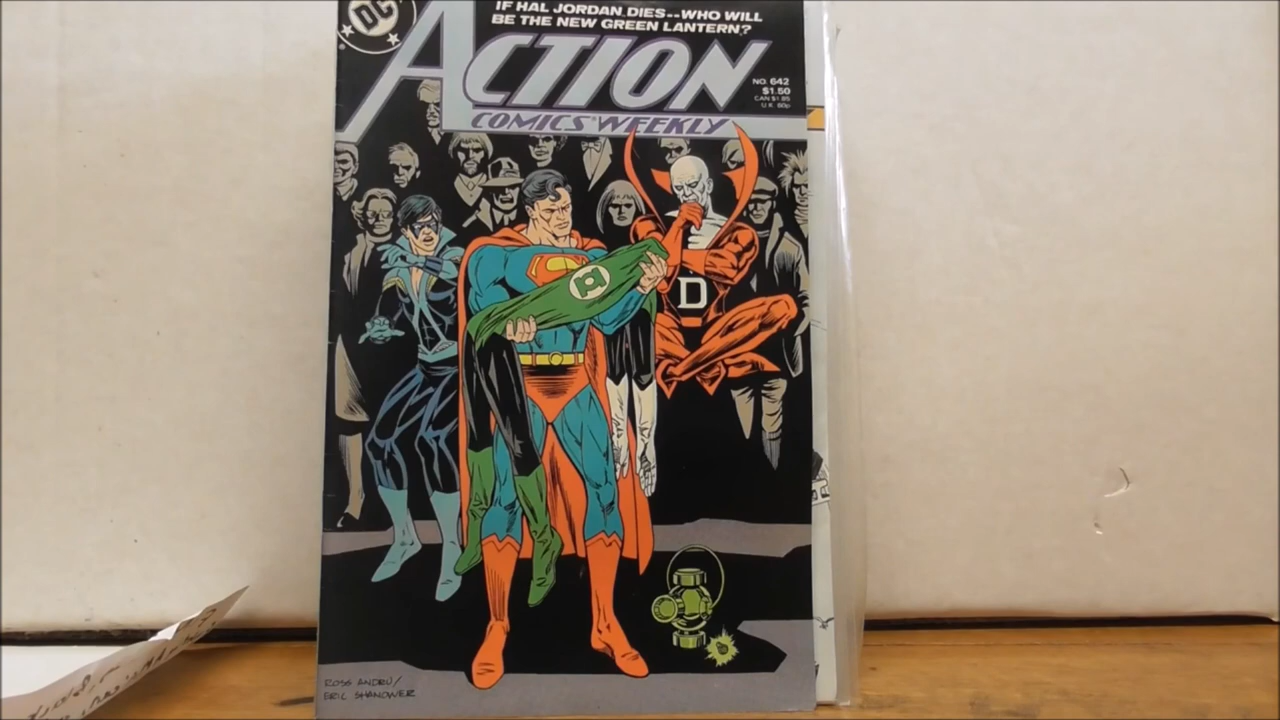 DC
IF HAL JORDAN DIES--WHO WILL
BE THE NEW GREEN LANTERN?
ACTION
COMICS WEEKLY
NO. 642
$1.50
CAN $1.85
U.K. 60p
D
ROSS ANDRU/
ERIC SHANOWER